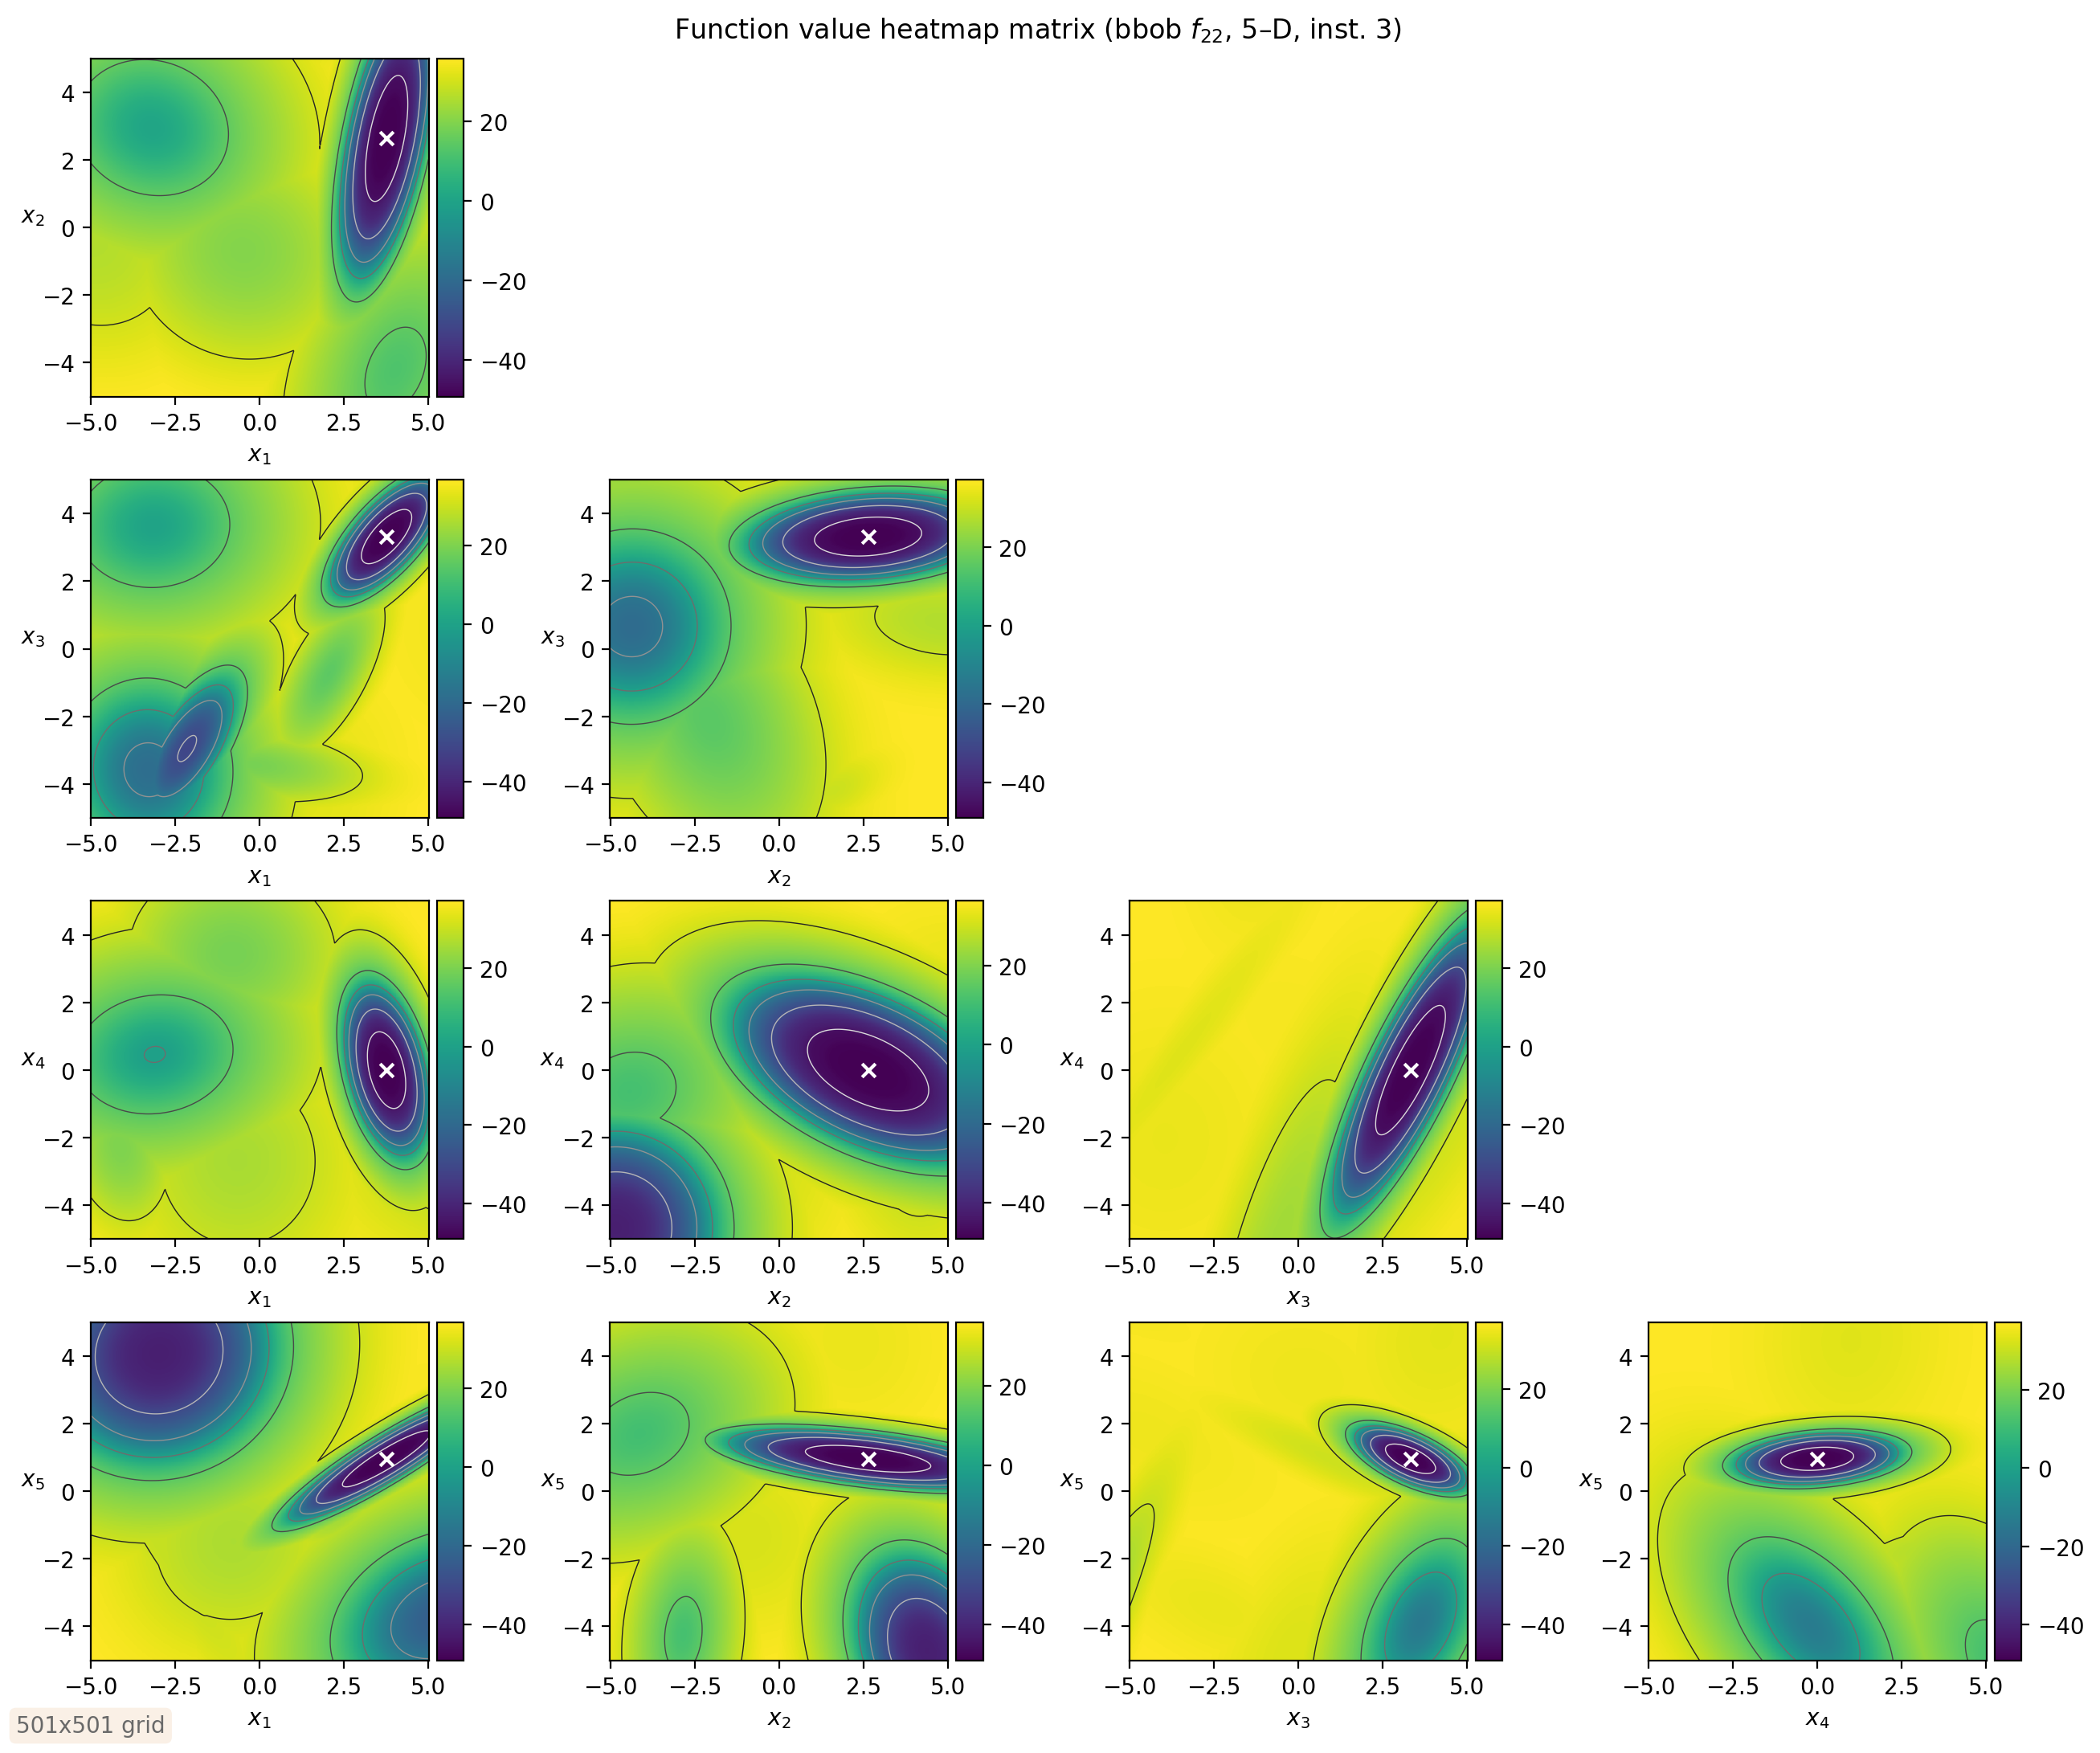 Function value heatmap matrix (bbob f₂₂, 5–D, inst. 3)
4
2
0
−2
−4
x₂
−5.0 −2.5 0.0 2.5 5.0
x₁
20
0
−20
−40
4
2
0
−2
−4
x₃
−5.0 −2.5 0.0 2.5 5.0
x₁
20
0
−20
−40
4
2
0
−2
−4
x₃
−5.0 −2.5 0.0 2.5 5.0
x₂
20
0
−20
−40
4
2
0
−2
−4
x₄
−5.0 −2.5 0.0 2.5 5.0
x₁
20
0
−20
−40
4
2
0
−2
−4
x₄
−5.0 −2.5 0.0 2.5 5.0
x₂
20
0
−20
−40
4
2
0
−2
−4
x₄
−5.0 −2.5 0.0 2.5 5.0
x₃
20
0
−20
−40
4
2
0
−2
−4
x₅
−5.0 −2.5 0.0 2.5 5.0
x₁
20
0
−20
−40
4
2
0
−2
−4
x₅
−5.0 −2.5 0.0 2.5 5.0
x₂
20
0
−20
−40
4
2
0
−2
−4
x₅
−5.0 −2.5 0.0 2.5 5.0
x₃
20
0
−20
−40
4
2
0
−2
−4
x₅
−5.0 −2.5 0.0 2.5 5.0
x₄
20
0
−20
−40
501x501 grid